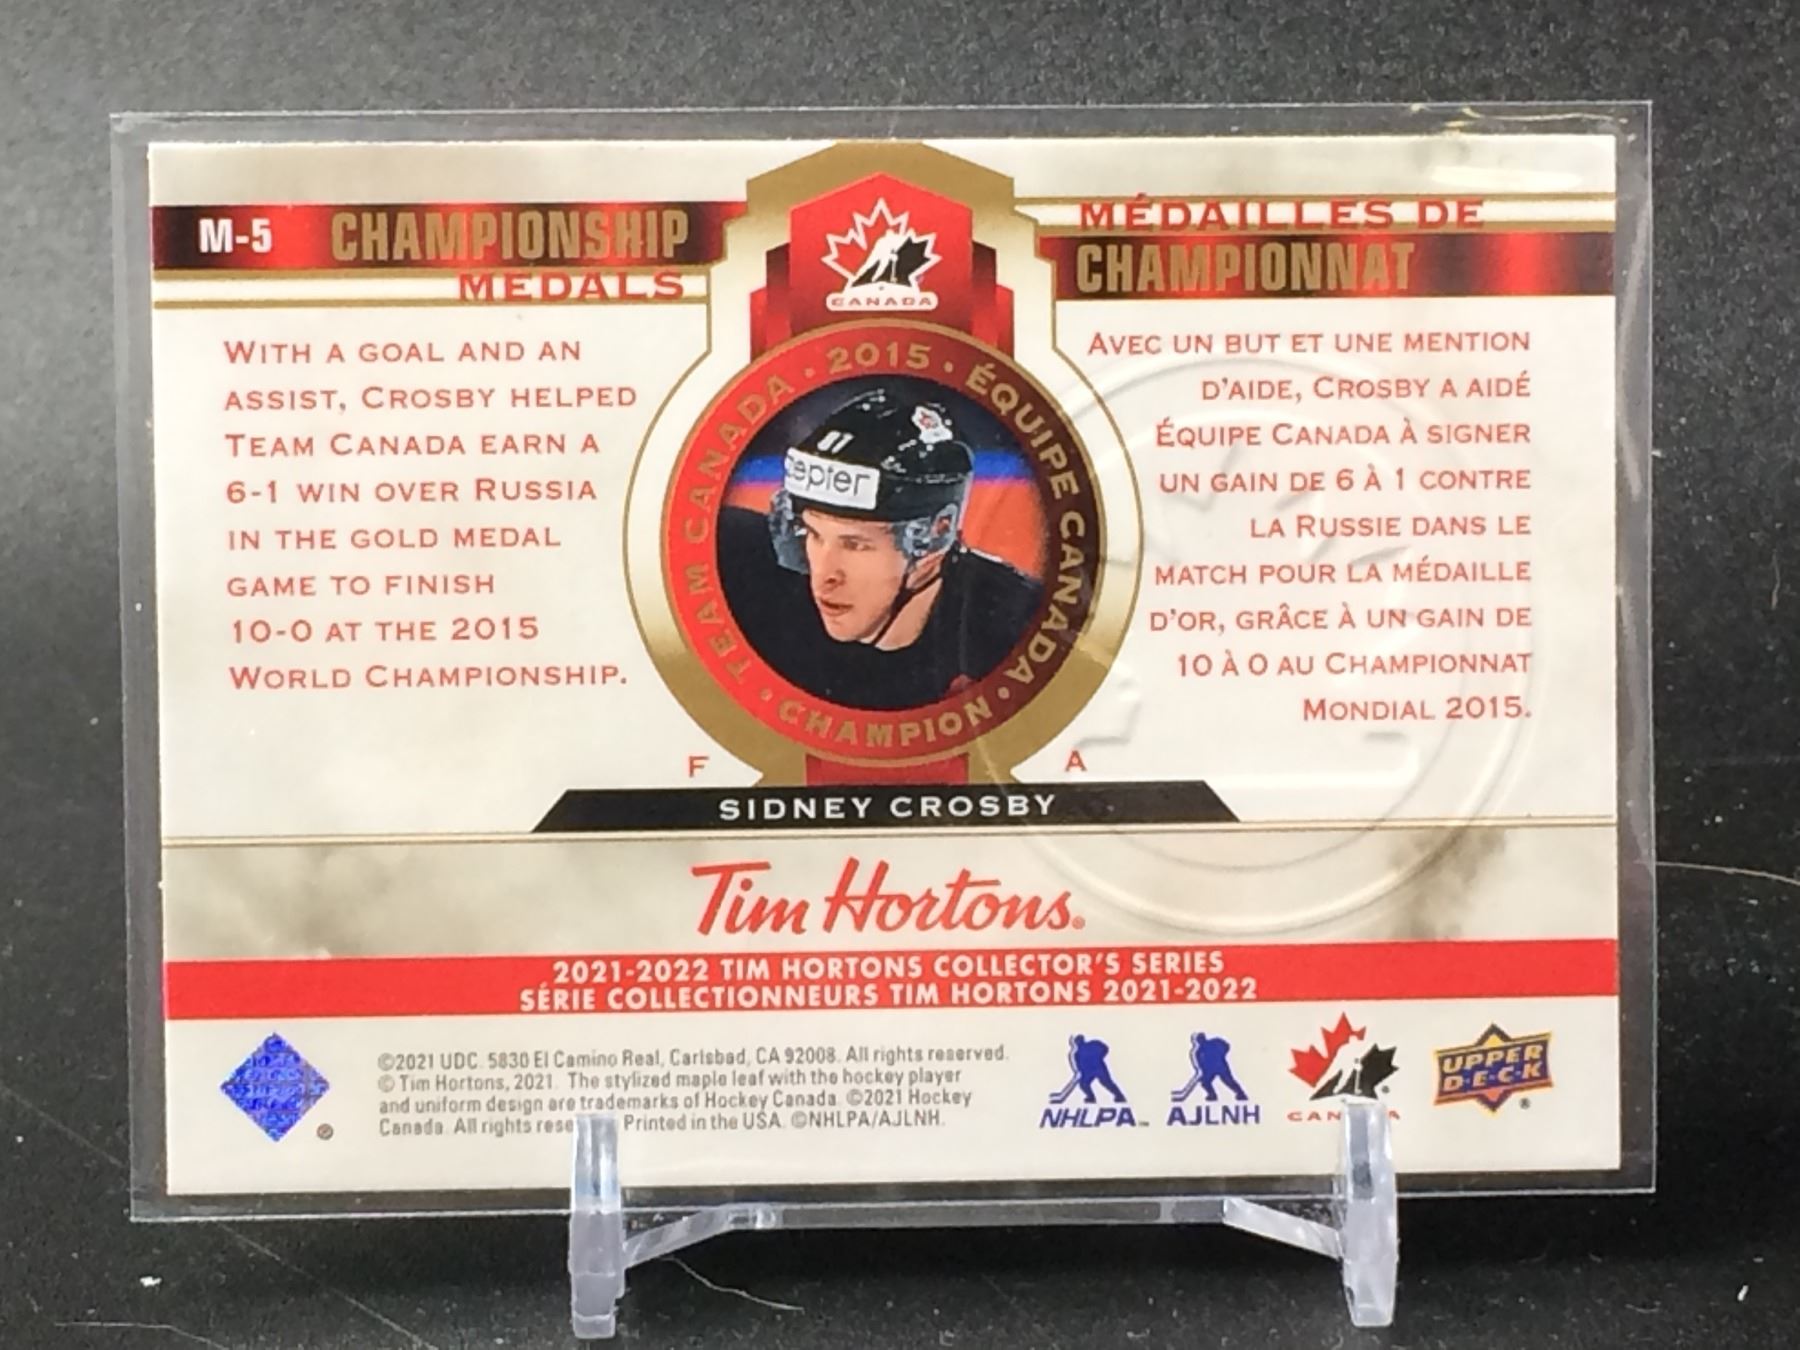 M-5 CHAMPIONSHIP
MEDALS
MÉDAILLES DE
CHAMPIONNAT
CANADA
WITH A GOAL AND AN
ASSIST, CROSBY HELPED
TEAM CANADA EARN A
6-1 WIN OVER RUSSIA
IN THE GOLD MEDAL
GAME TO FINISH
10-0 AT THE 2015
WORLD CHAMPIONSHIP.
TEAM CANADA • 2015 • ÉQUIPE CANADA • CHAMPION •
87
AVEC UN BUT ET UNE MENTION
D'AIDE, CROSBY A AIDÉ
ÉQUIPE CANADA À SIGNER
UN GAIN DE 6 À 1 CONTRE
LA RUSSIE DANS LE
MATCH POUR LA MÉDAILLE
D'OR, GRÂCE À UN GAIN DE
10 À 0 AU CHAMPIONNAT
MONDIAL 2015.
F A
SIDNEY CROSBY
Tim Hortons®
2021-2022 TIM HORTONS COLLECTOR'S SERIES
SÉRIE COLLECTIONNEURS TIM HORTONS 2021-2022
©2021 UDC. 5830 El Camino Real, Carlsbad, CA 92008. All rights reserved.
© Tim Hortons, 2021. The stylized maple leaf with the hockey player
and uniform design are trademarks of Hockey Canada. ©2021 Hockey
Canada. All rights Printed in the USA. ©NHLPA/AJLNH.
NHLPA™ AJLNH
UPPER
D·E·C·K®